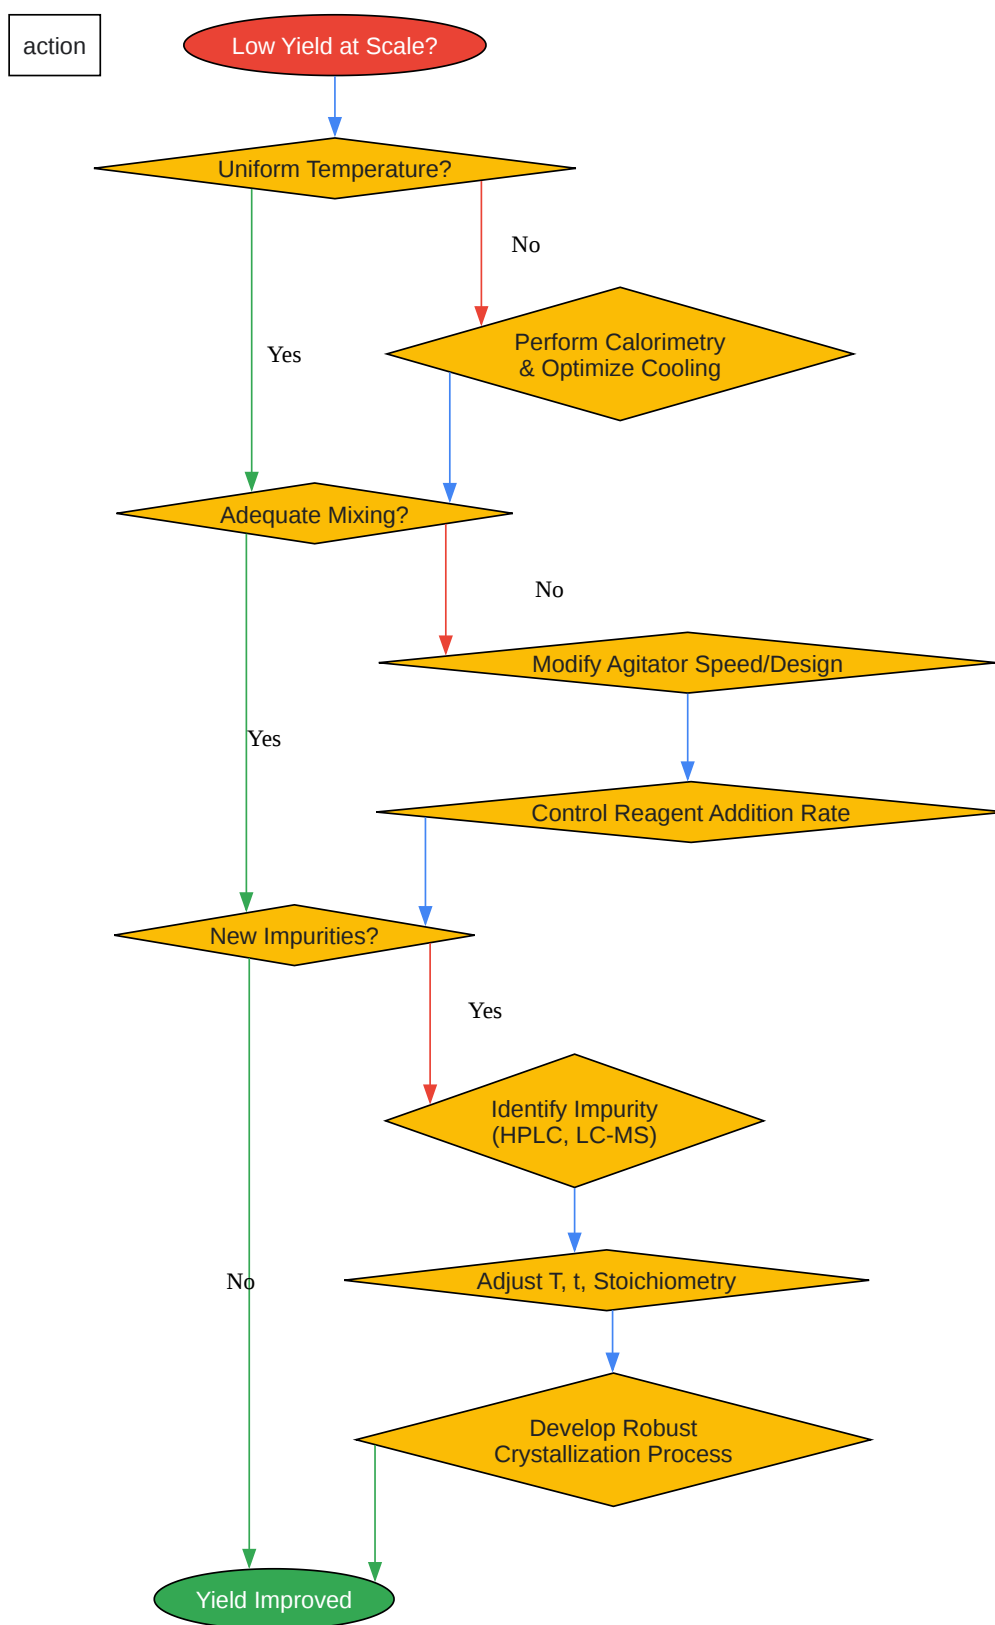 action
Low Yield at Scale?
Uniform Temperature?
No
Perform Calorimetry
& Optimize Cooling
Yes
Adequate Mixing?
No
Modify Agitator Speed/Design
Yes
Control Reagent Addition Rate
New Impurities?
Yes
Identify Impurity
(HPLC, LC-MS)
No
Adjust T, t, Stoichiometry
Develop Robust
Crystallization Process
Yield Improved